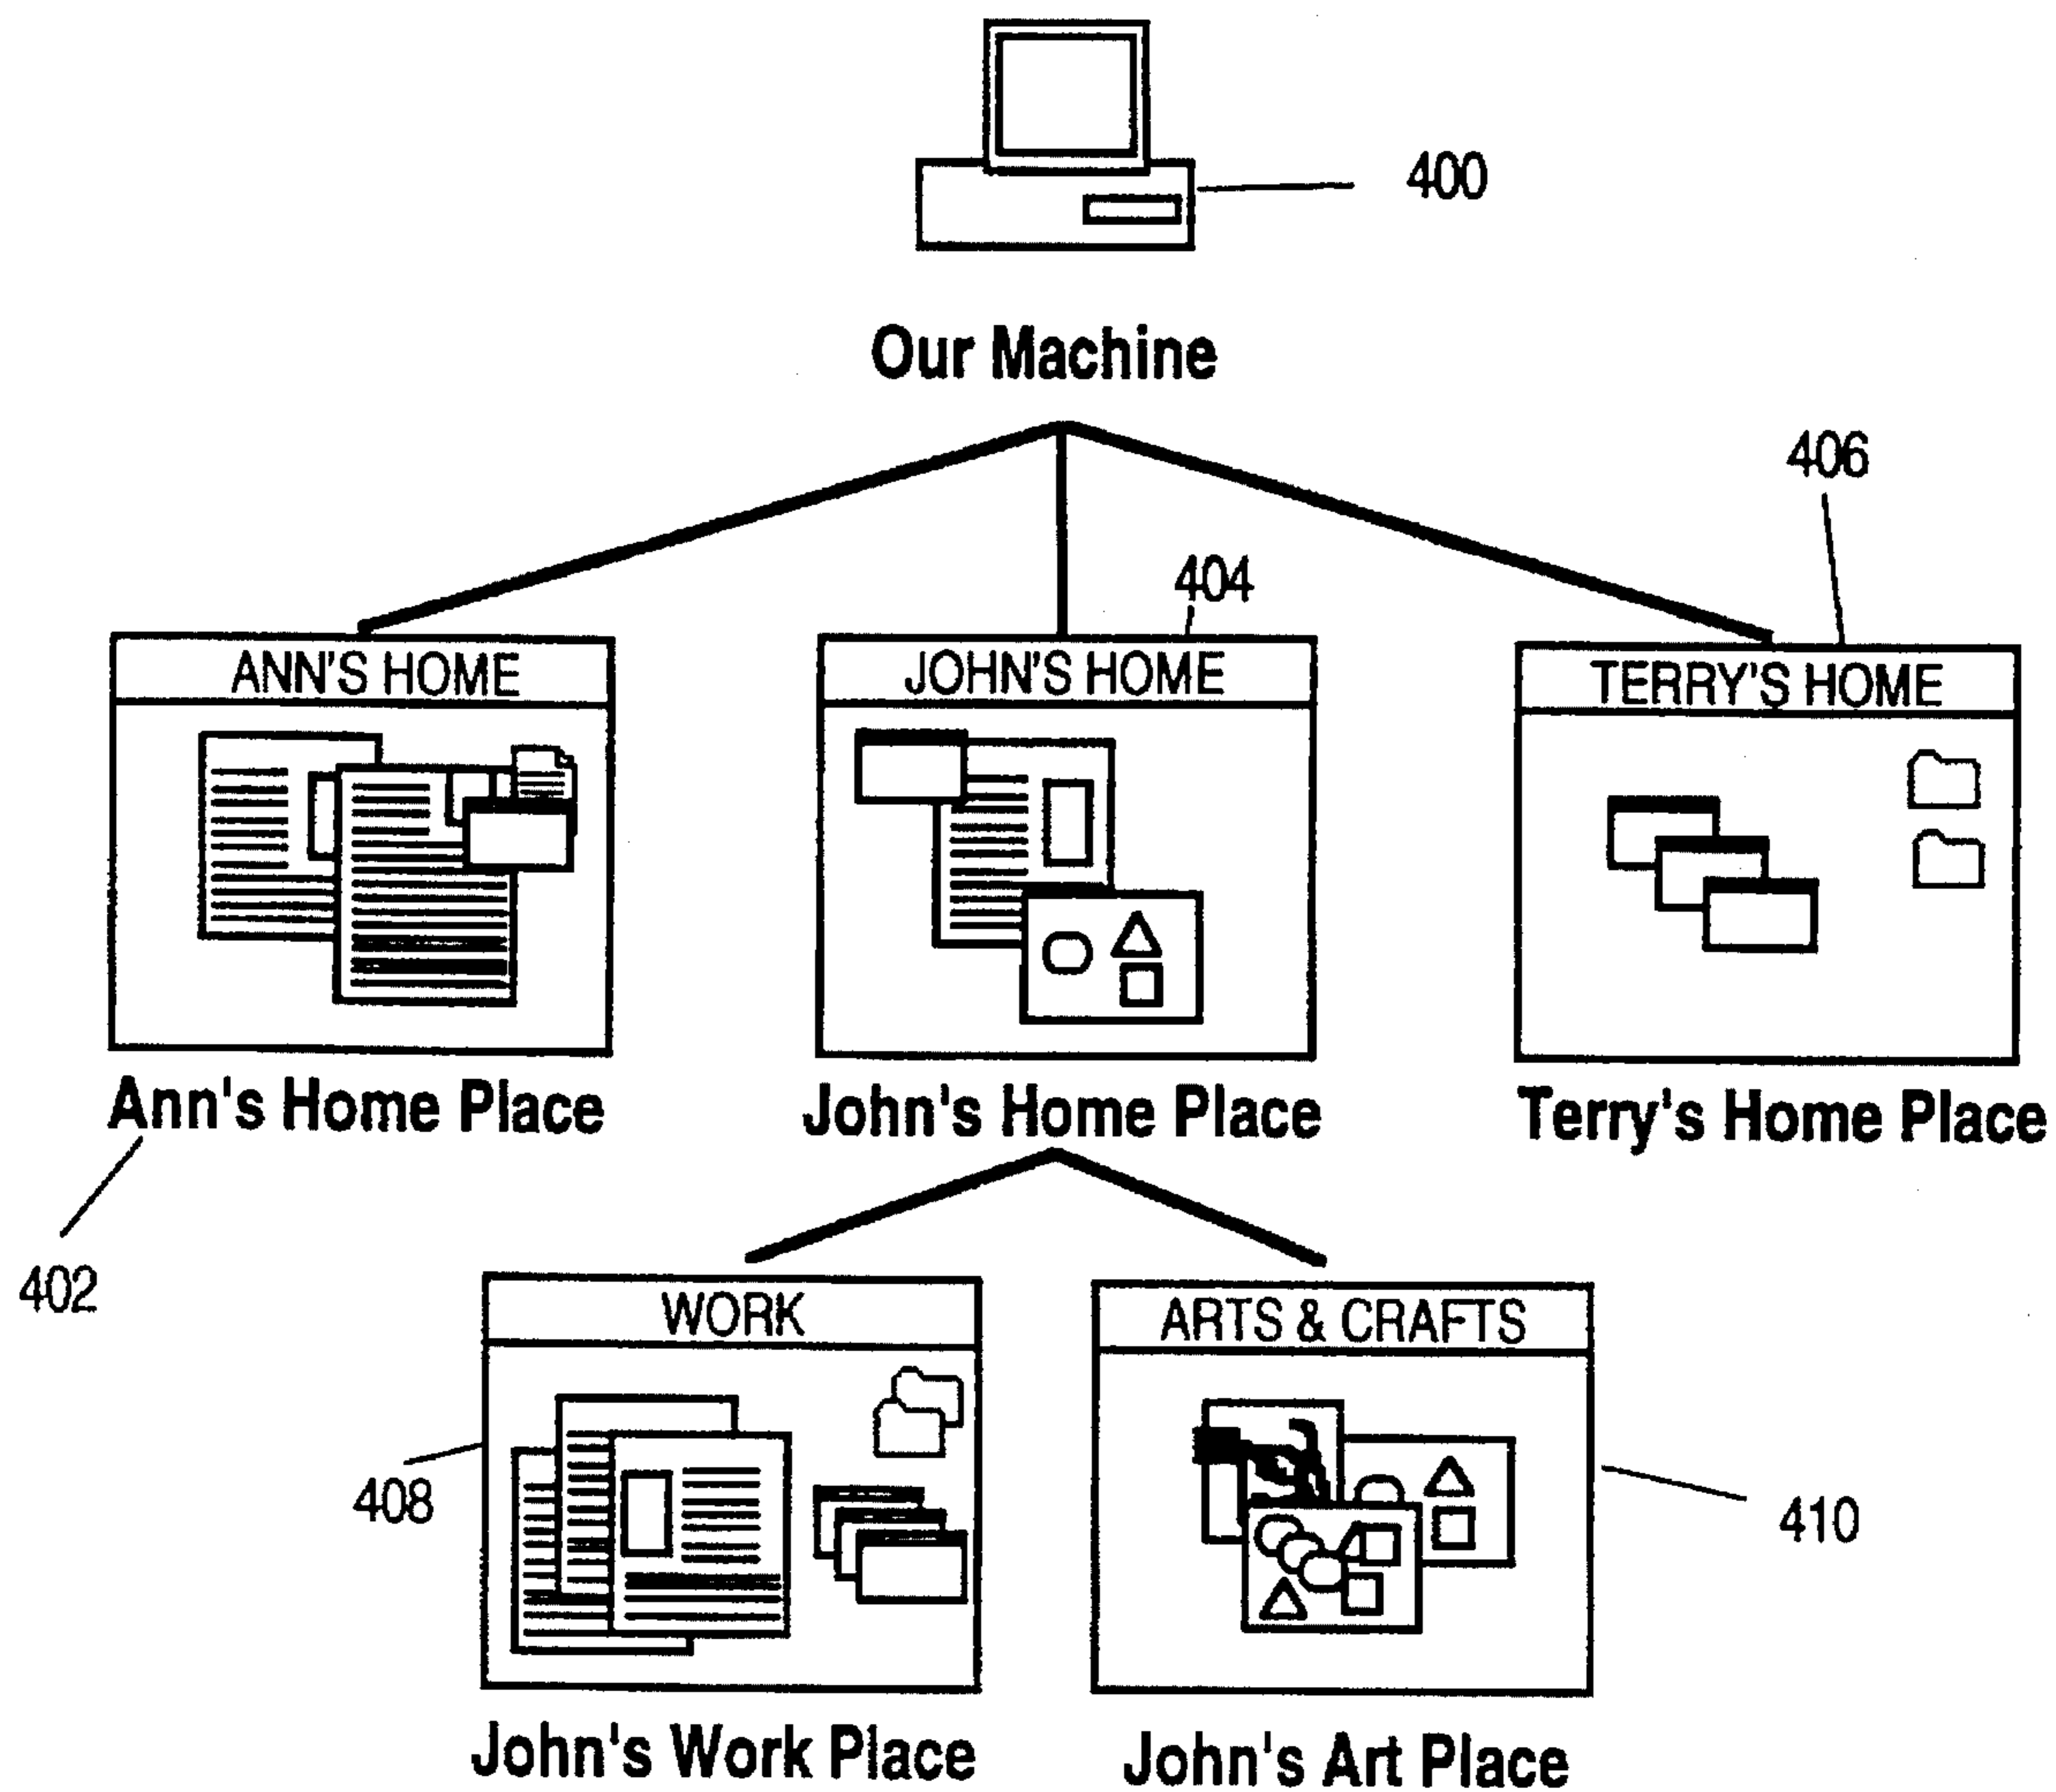 400
Our Machine
406
404
ANN'S HOME
JOHN'S HOME
TERRY'S HOME
Ann's Home Place
John's Home Place
Terry's Home Place
402
WORK
ARTS & CRAFTS
408
410
John's Work Place
John's Art Place